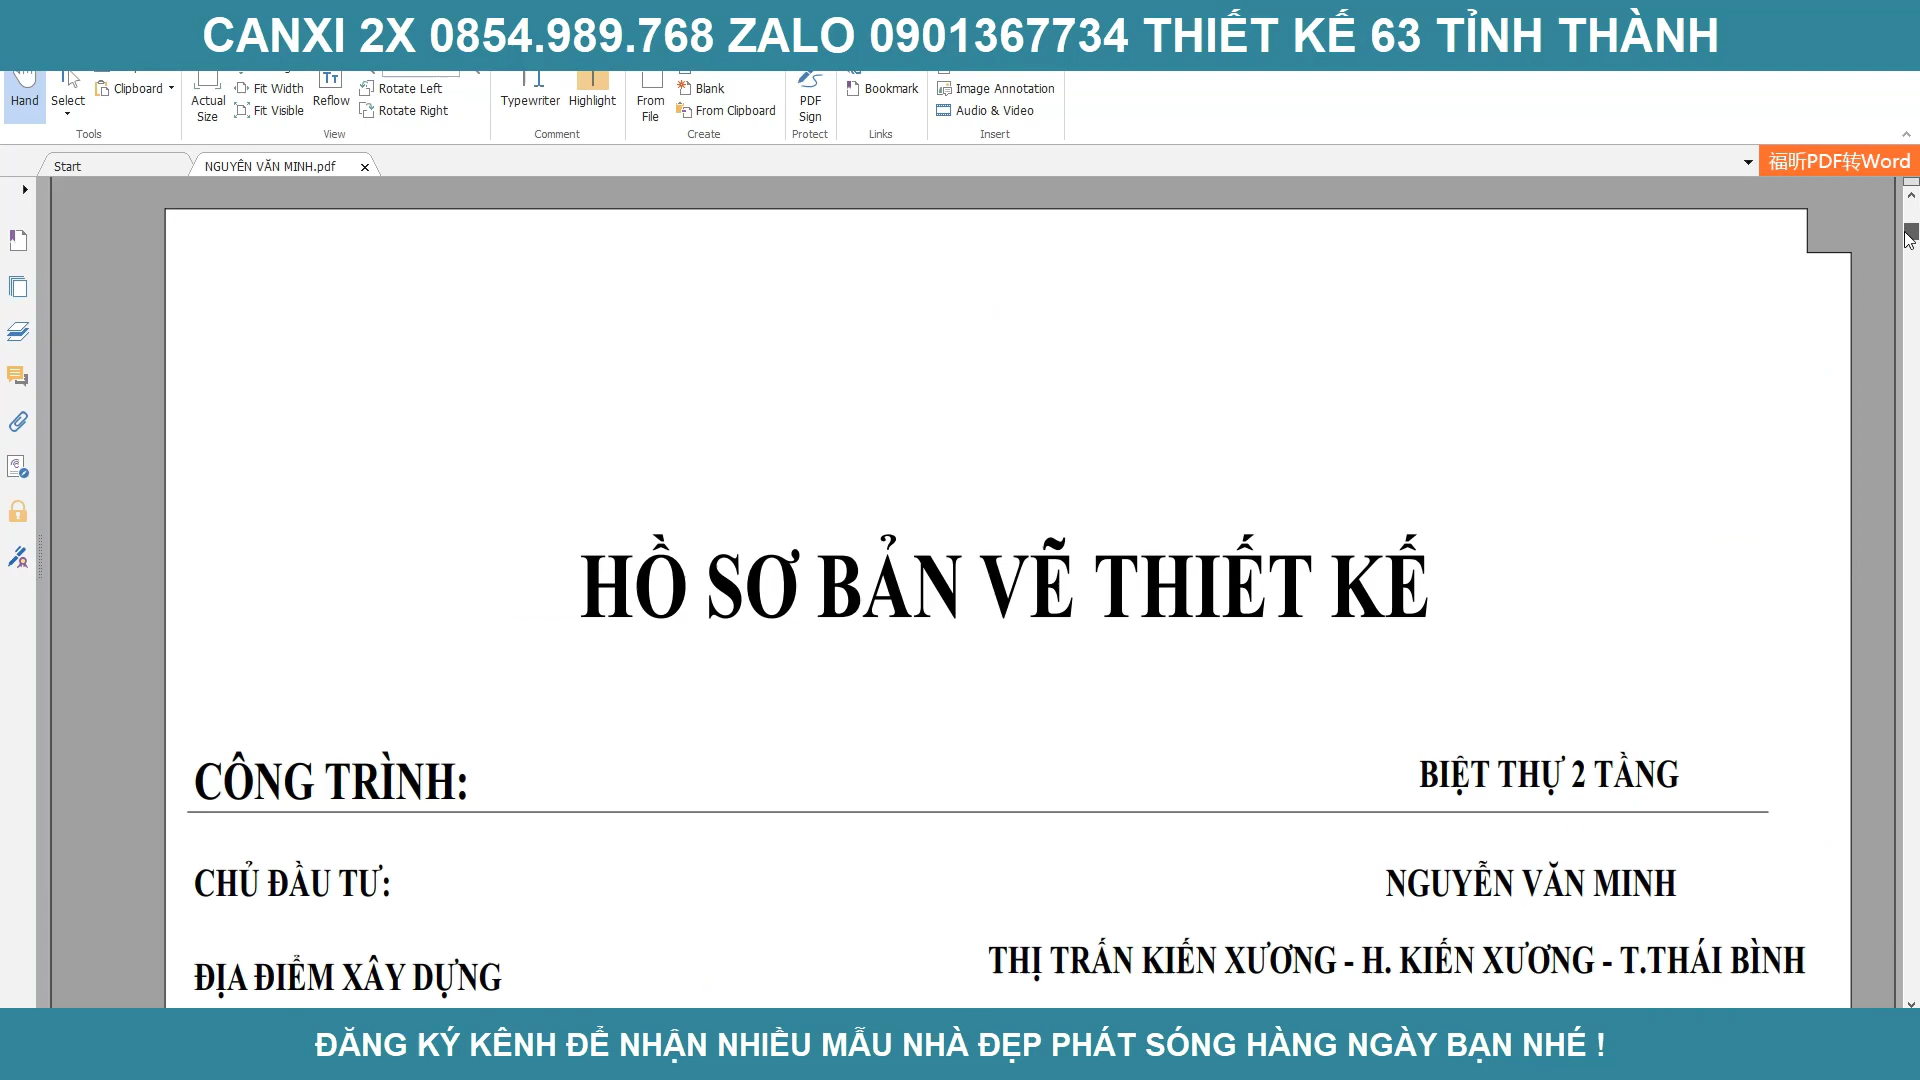 CANXI 2X 0854.989.768 ZALO 0901367734 THIẾT KẾ 63 TỈNH THÀNH
Hand
Select
Clipboard
Tools
Actual Size
Fit Width
Fit Visible
Reflow
Rotate Left
Rotate Right
View
Typewriter
Highlight
Comment
From File
Blank
From Clipboard
Create
PDF Sign
Protect
Bookmark
Links
Image Annotation
Audio & Video
Insert
Start
NGUYỄN VĂN MINH.pdf
福昕PDF转Word
HỒ SƠ BẢN VẼ THIẾT KẾ
CÔNG TRÌNH:
BIỆT THỰ 2 TẦNG
CHỦ ĐẦU TƯ:
NGUYỄN VĂN MINH
ĐỊA ĐIỂM XÂY DỰNG
THỊ TRẤN KIẾN XƯƠNG - H. KIẾN XƯƠNG - T.THÁI BÌNH
ĐĂNG KÝ KÊNH ĐỂ NHẬN NHIỀU MẪU NHÀ ĐẸP PHÁT SÓNG HÀNG NGÀY BẠN NHÉ !